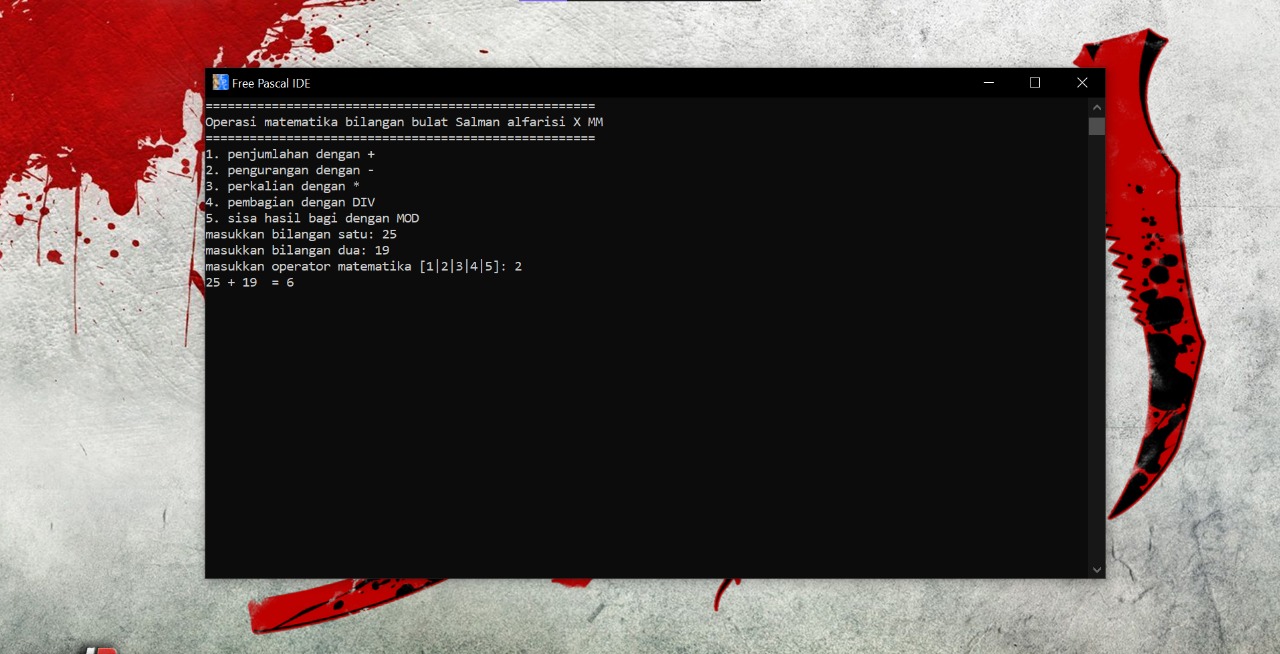 Free Pascal IDE
=====================================================
Operasi matematika bilangan bulat Salman alfarisi X MM
=====================================================
1. penjumlahan dengan +
2. pengurangan dengan -
3. perkalian dengan *
4. pembagian dengan DIV
5. sisa hasil bagi dengan MOD
masukkan bilangan satu: 25
masukkan bilangan dua: 19
masukkan operator matematika [1|2|3|4|5]: 2
25 + 19  = 6